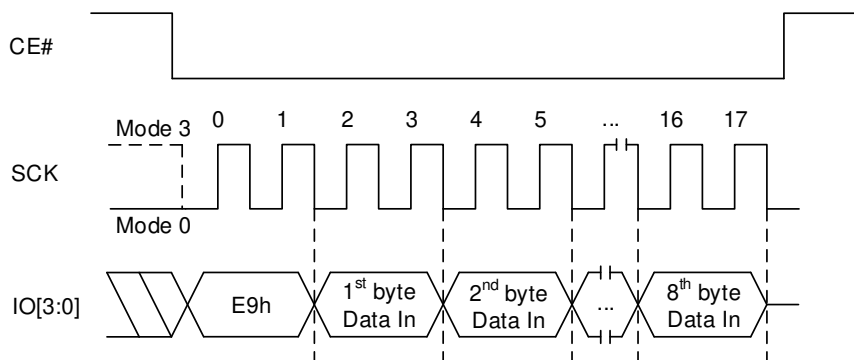 CE#
Mode 3
0 1 2 3 4 5 ... 16 17
SCK
Mode 0
IO[3:0]
E9h
1st byte
Data In
2nd byte
Data In
...
8th byte
Data In